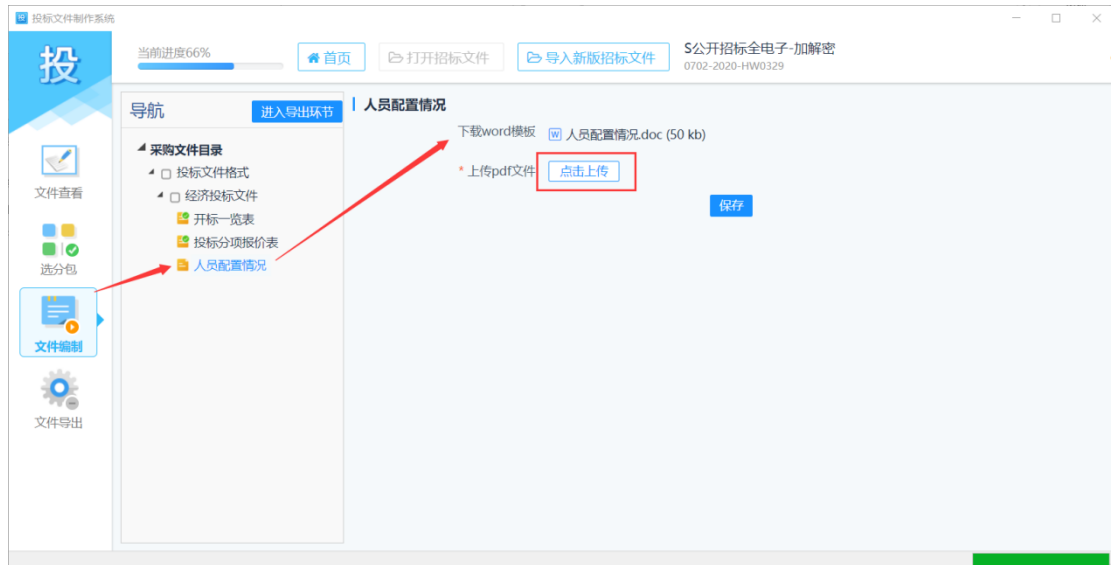 投标文件制作系统
投
当前进度66%
首页
打开招标文件
导入新版招标文件
S公开招标全电子-加解密
0702-2020-HW0329
文件查看
选分包
文件编制
文件导出
导航
进入导出环节
采购文件目录
投标文件格式
经济投标文件
开标一览表
投标分项报价表
人员配置情况
人员配置情况
下载word模板 人员配置情况.doc (50 kb)
* 上传pdf文件 点击上传
保存